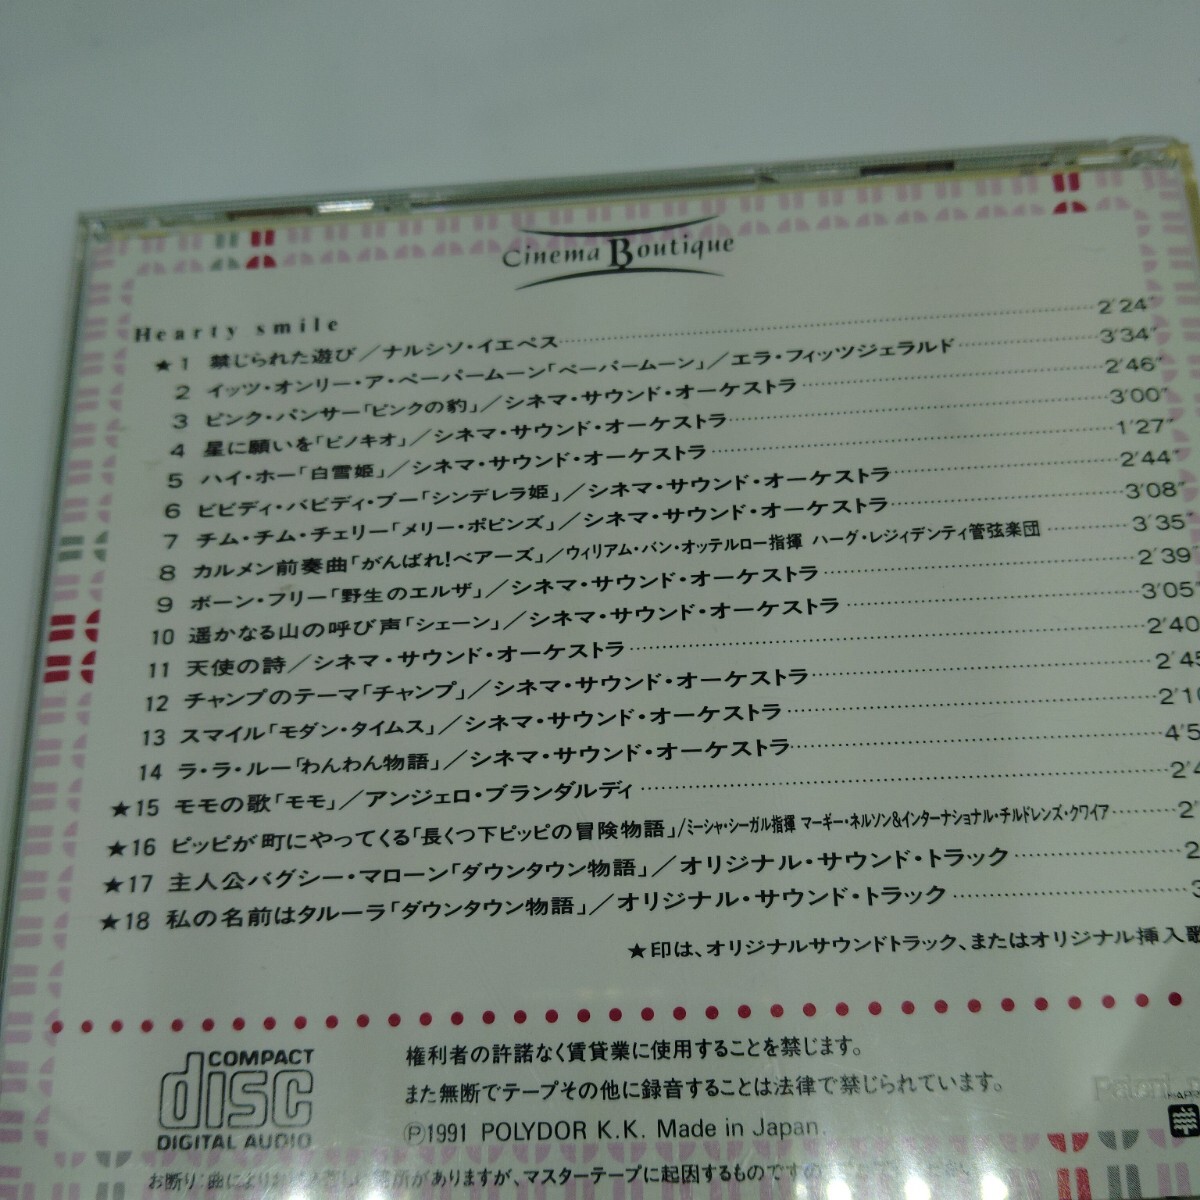 Cinema Boutique
Hearty smile
★1 禁じられた遊び／ナルシソ・イエペス 2'24"
2 イッツ・オンリー・ア・ペーパームーン「ペーパームーン」／エラ・フィッツジェラルド 3'34"
3 ピンク・パンサー「ピンクの豹」／シネマ・サウンド・オーケストラ 2'46"
4 星に願いを「ピノキオ」／シネマ・サウンド・オーケストラ 3'00"
5 ハイ・ホー「白雪姫」／シネマ・サウンド・オーケストラ 1'27"
6 ビビディ・バビディ・ブー「シンデレラ姫」／シネマ・サウンド・オーケストラ 2'44"
7 チム・チム・チェリー「メリー・ポピンズ」／シネマ・サウンド・オーケストラ 3'08"
8 カルメン前奏曲「がんばれ!ベアーズ」／ウィリアム・バン・オッテルロー指揮 ハーグ・レジィデンティ管弦楽団 3'35"
9 ボーン・フリー「野生のエルザ」／シネマ・サウンド・オーケストラ 2'39"
10 遥かなる山の呼び声「シェーン」／シネマ・サウンド・オーケストラ 3'05"
11 天使の詩／シネマ・サウンド・オーケストラ 2'40
12 チャンプのテーマ「チャンプ」／シネマ・サウンド・オーケストラ 2'45
13 スマイル「モダン・タイムス」／シネマ・サウンド・オーケストラ
14 ラ・ラ・ルー「わんわん物語」／シネマ・サウンド・オーケストラ
★15 モモの歌「モモ」／アンジェロ・ブランダルディ
★16 ピッピが町にやってくる「長くつ下ピッピの冒険物語」／ミーシャ・シーガル指揮 マーギー・ネルソン&インターナショナル・チルドレンズ・クワイア
★17 主人公バグシー・マローン「ダウンタウン物語」／オリジナル・サウンド・トラック
★18 私の名前はタルーラ「ダウンタウン物語」／オリジナル・サウンド・トラック
★印は、オリジナルサウンドトラック、またはオリジナル挿入歌
COMPACT disc DIGITAL AUDIO
権利者の許諾なく賃貸業に使用することを禁じます。
また無断でテープその他に録音することは法律で禁じられています。
Ⓟ1991 POLYDOR K.K. Made in Japan.
がありますが、マスターテープに起因するものです